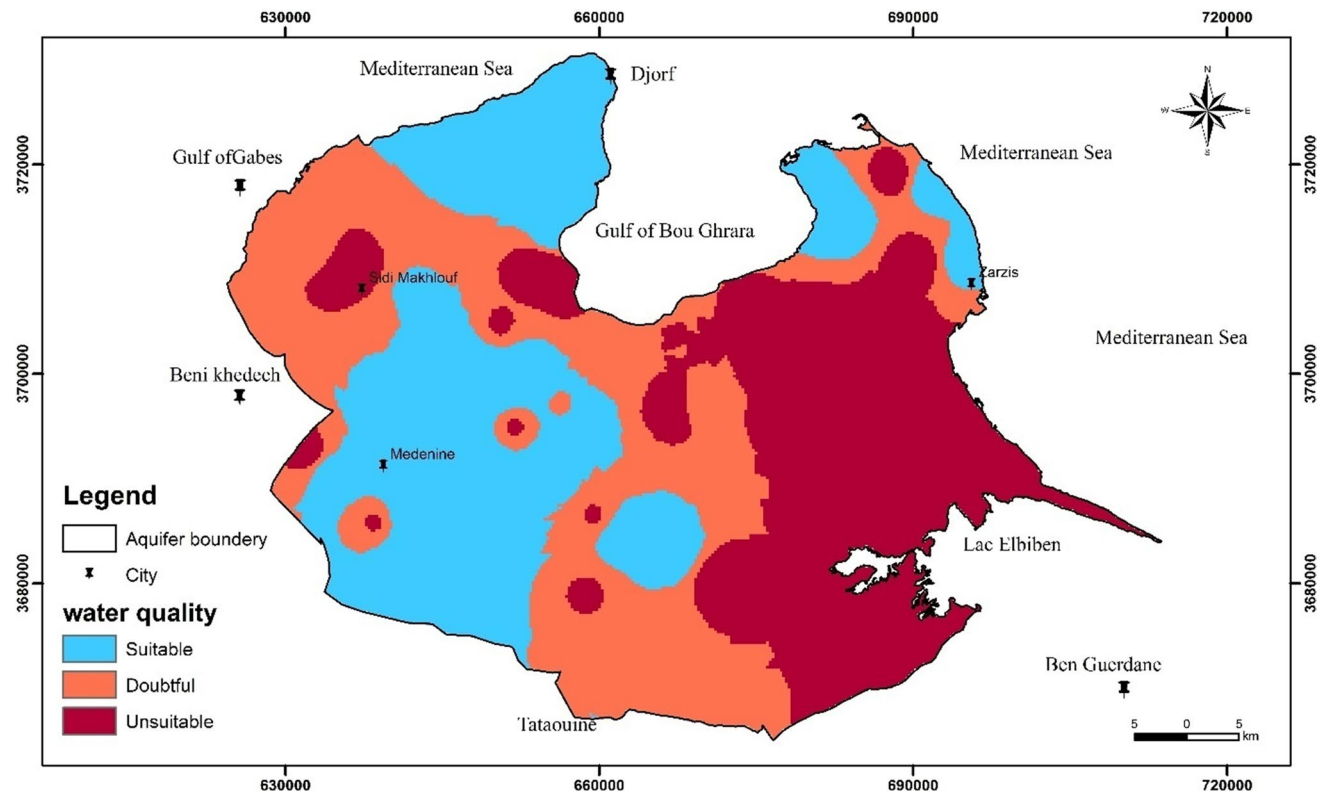 630000
660000
690000
720000
Mediterranean Sea
Djorf
N
W
E
S
3720000
3720000
Gulf ofGabes
Mediterranean Sea
Gulf of Bou Ghrara
Sidi Makhlouf
Zarzis
Mediterranean Sea
3700000
3700000
Beni khedech
Medenine
Legend
Aquifer boundery
City
water quality
Suitable
Doubtful
Unsuitable
Lac Elbiben
3680000
3680000
Ben Guerdane
Tataouine
5
0
5
km
630000
660000
690000
720000